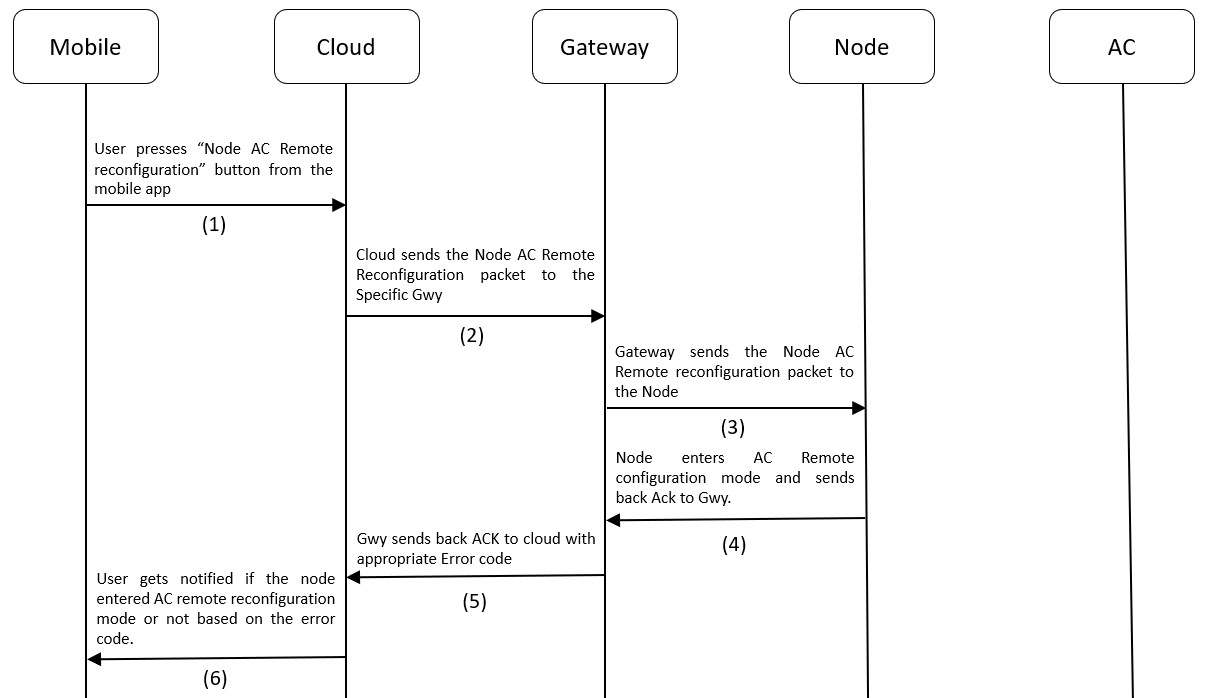 Mobile
Cloud
Gateway
Node
AC
User presses “Node AC Remote
reconfiguration” button from the
mobile app
(1)
Cloud sends the Node AC Remote
Reconfiguration packet to the
Specific Gwy
(2)
Gateway sends the Node AC
Remote reconfiguration packet to
the Node
(3)
Node enters AC Remote
configuration mode and sends
back Ack to Gwy.
(4)
Gwy sends back ACK to cloud with
appropriate Error code
(5)
User gets notified if the node
entered AC remote reconfiguration
mode or not based on the error
code.
(6)